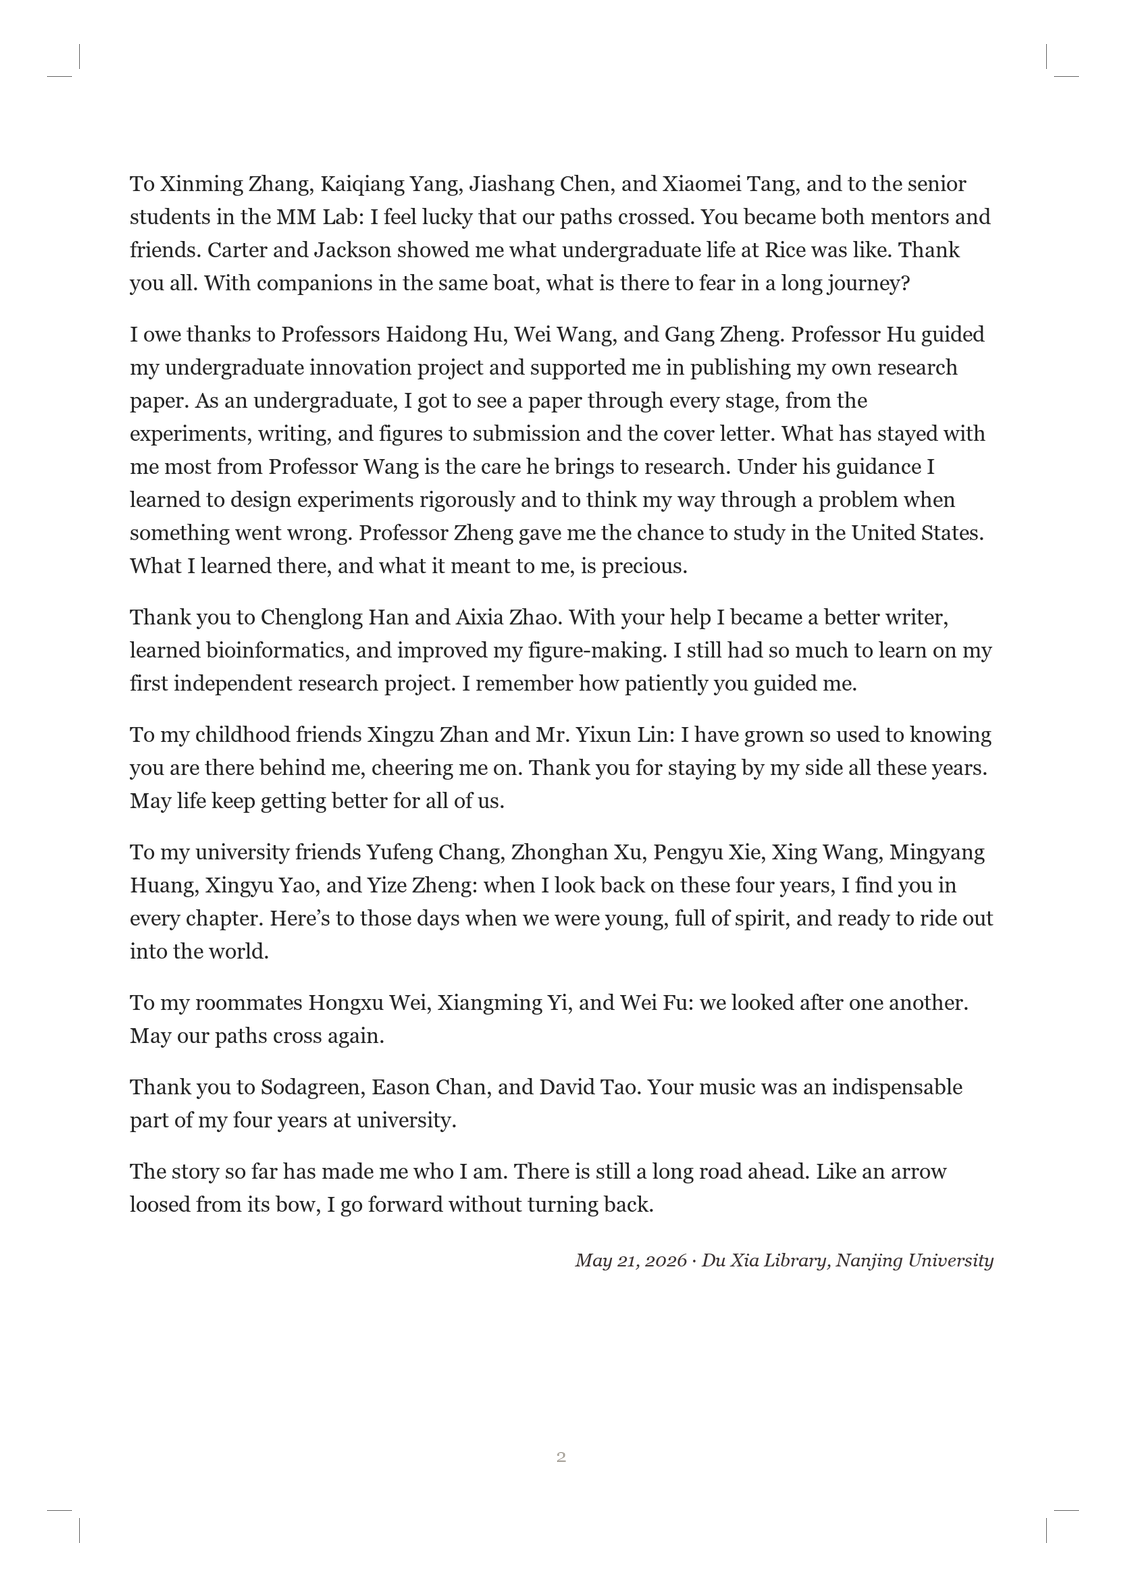 To Xinming Zhang, Kaiqiang Yang, Jiashang Chen, and Xiaomei Tang, and to the senior
students in the MM Lab: I feel lucky that our paths crossed. You became both mentors and
friends. Carter and Jackson showed me what undergraduate life at Rice was like. Thank
you all. With companions in the same boat, what is there to fear in a long journey?
I owe thanks to Professors Haidong Hu, Wei Wang, and Gang Zheng. Professor Hu guided
my undergraduate innovation project and supported me in publishing my own research
paper. As an undergraduate, I got to see a paper through every stage, from the
experiments, writing, and figures to submission and the cover letter. What has stayed with
me most from Professor Wang is the care he brings to research. Under his guidance I
learned to design experiments rigorously and to think my way through a problem when
something went wrong. Professor Zheng gave me the chance to study in the United States.
What I learned there, and what it meant to me, is precious.
Thank you to Chenglong Han and Aixia Zhao. With your help I became a better writer,
learned bioinformatics, and improved my figure-making. I still had so much to learn on my
first independent research project. I remember how patiently you guided me.
To my childhood friends Xingzu Zhan and Mr. Yixun Lin: I have grown so used to knowing
you are there behind me, cheering me on. Thank you for staying by my side all these years.
May life keep getting better for all of us.
To my university friends Yufeng Chang, Zhonghan Xu, Pengyu Xie, Xing Wang, Mingyang
Huang, Xingyu Yao, and Yize Zheng: when I look back on these four years, I find you in
every chapter. Here’s to those days when we were young, full of spirit, and ready to ride out
into the world.
To my roommates Hongxu Wei, Xiangming Yi, and Wei Fu: we looked after one another.
May our paths cross again.
Thank you to Sodagreen, Eason Chan, and David Tao. Your music was an indispensable
part of my four years at university.
The story so far has made me who I am. There is still a long road ahead. Like an arrow
loosed from its bow, I go forward without turning back.
May 21, 2026 · Du Xia Library, Nanjing University
2